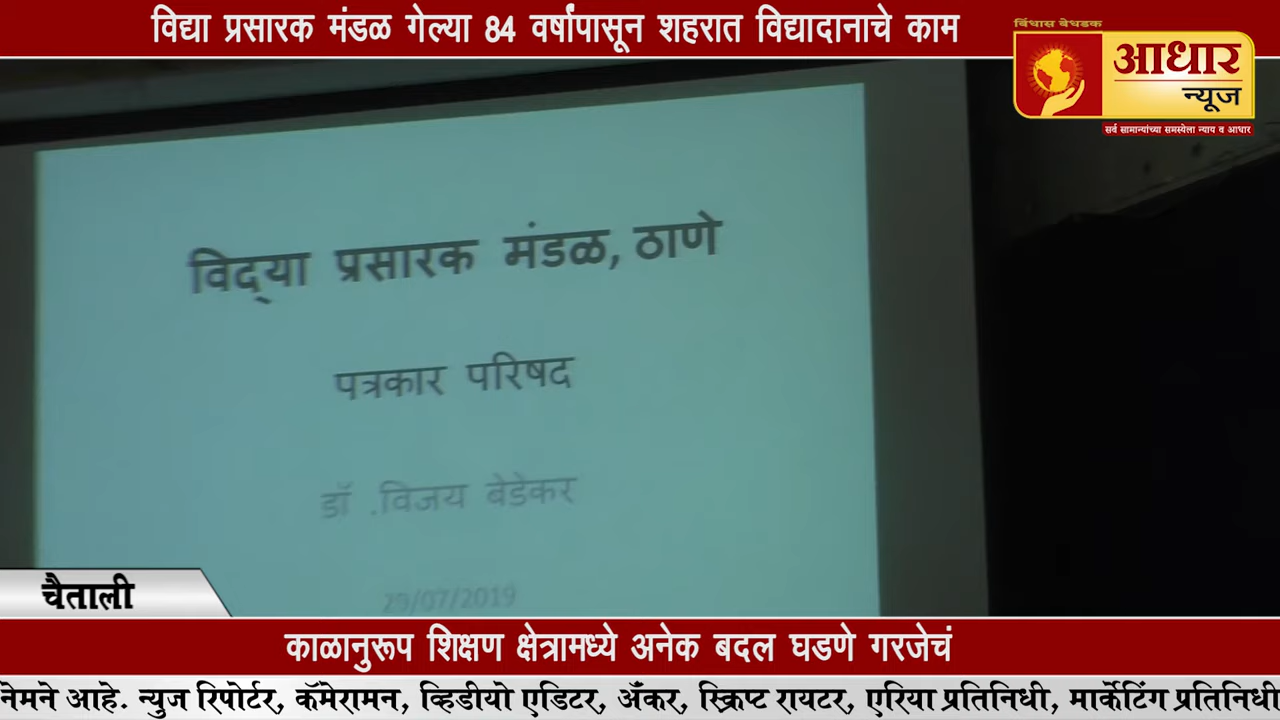 विद्या प्रसारक मंडळ गेल्या 84 वर्षांपासून शहरात विद्यादानाचे काम
बिंधास बेधडक
आधार
न्यूज
सर्व सामान्यांच्या समस्येला न्याय व आधार
विद्‌या प्रसारक मंडळ, ठाणे
पत्रकार परिषद
डॉ .विजय बेडेकर
29/07/2019
चैताली
काळानुरूप शिक्षण क्षेत्रामध्ये अनेक बदल घडणे गरजेचं
नेमने आहे. न्युज रिपोर्टर, कॅमेरामन, व्हिडीयो एडिटर, अँकर, स्क्रिप्ट रायटर, एरिया प्रतिनिधी, मार्केटिंग प्रतिनिधी